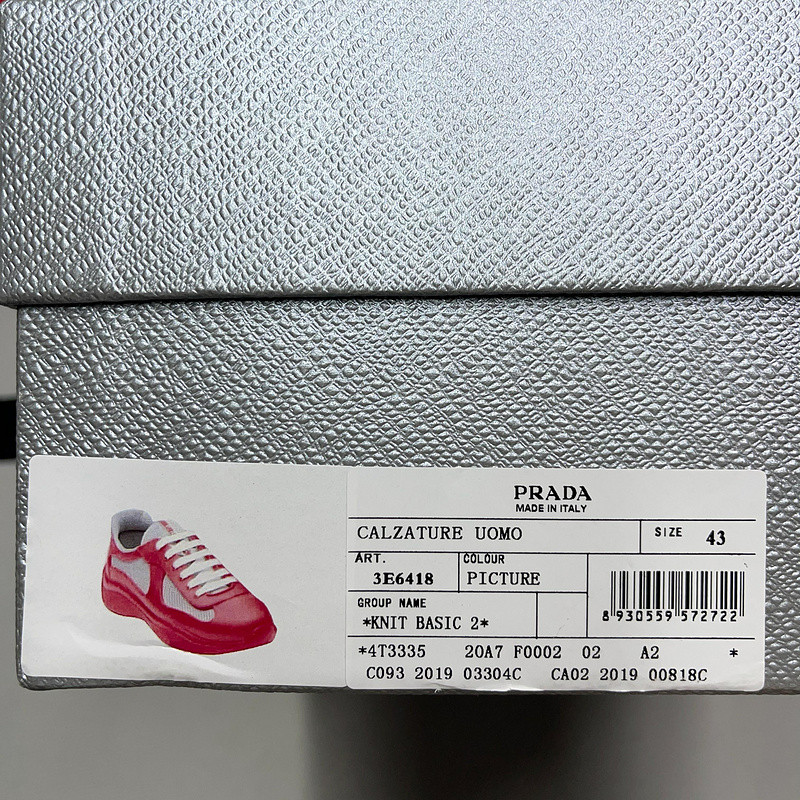 PRADA
MADE IN ITALY
CALZATURE UOMO
SIZE 43
ART.
3E6418
COLOUR
PICTURE
GROUP NAME
*KNIT BASIC 2*
8 930559 572722
*4T3335 20A7 F0002 02 A2 *
C093 2019 03304C CA02 2019 00818C